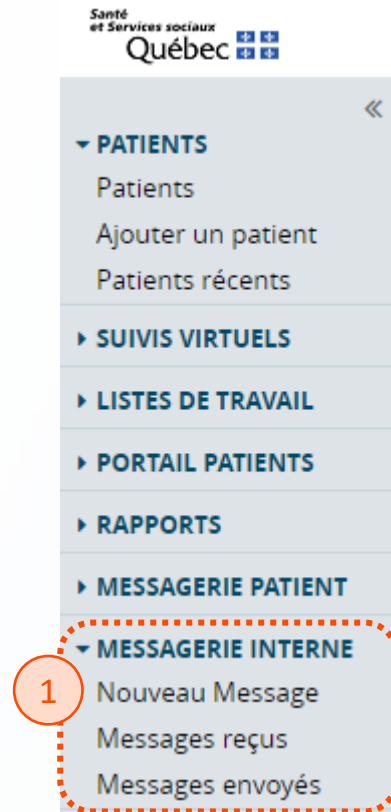 Santé
et Services sociaux
Québec
PATIENTS
Patients
Ajouter un patient
Patients récents
SUIVIS VIRTUELS
LISTES DE TRAVAIL
PORTAIL PATIENTS
RAPPORTS
MESSAGERIE PATIENT
MESSAGERIE INTERNE
1 Nouveau Message
Messages reçus
Messages envoyés